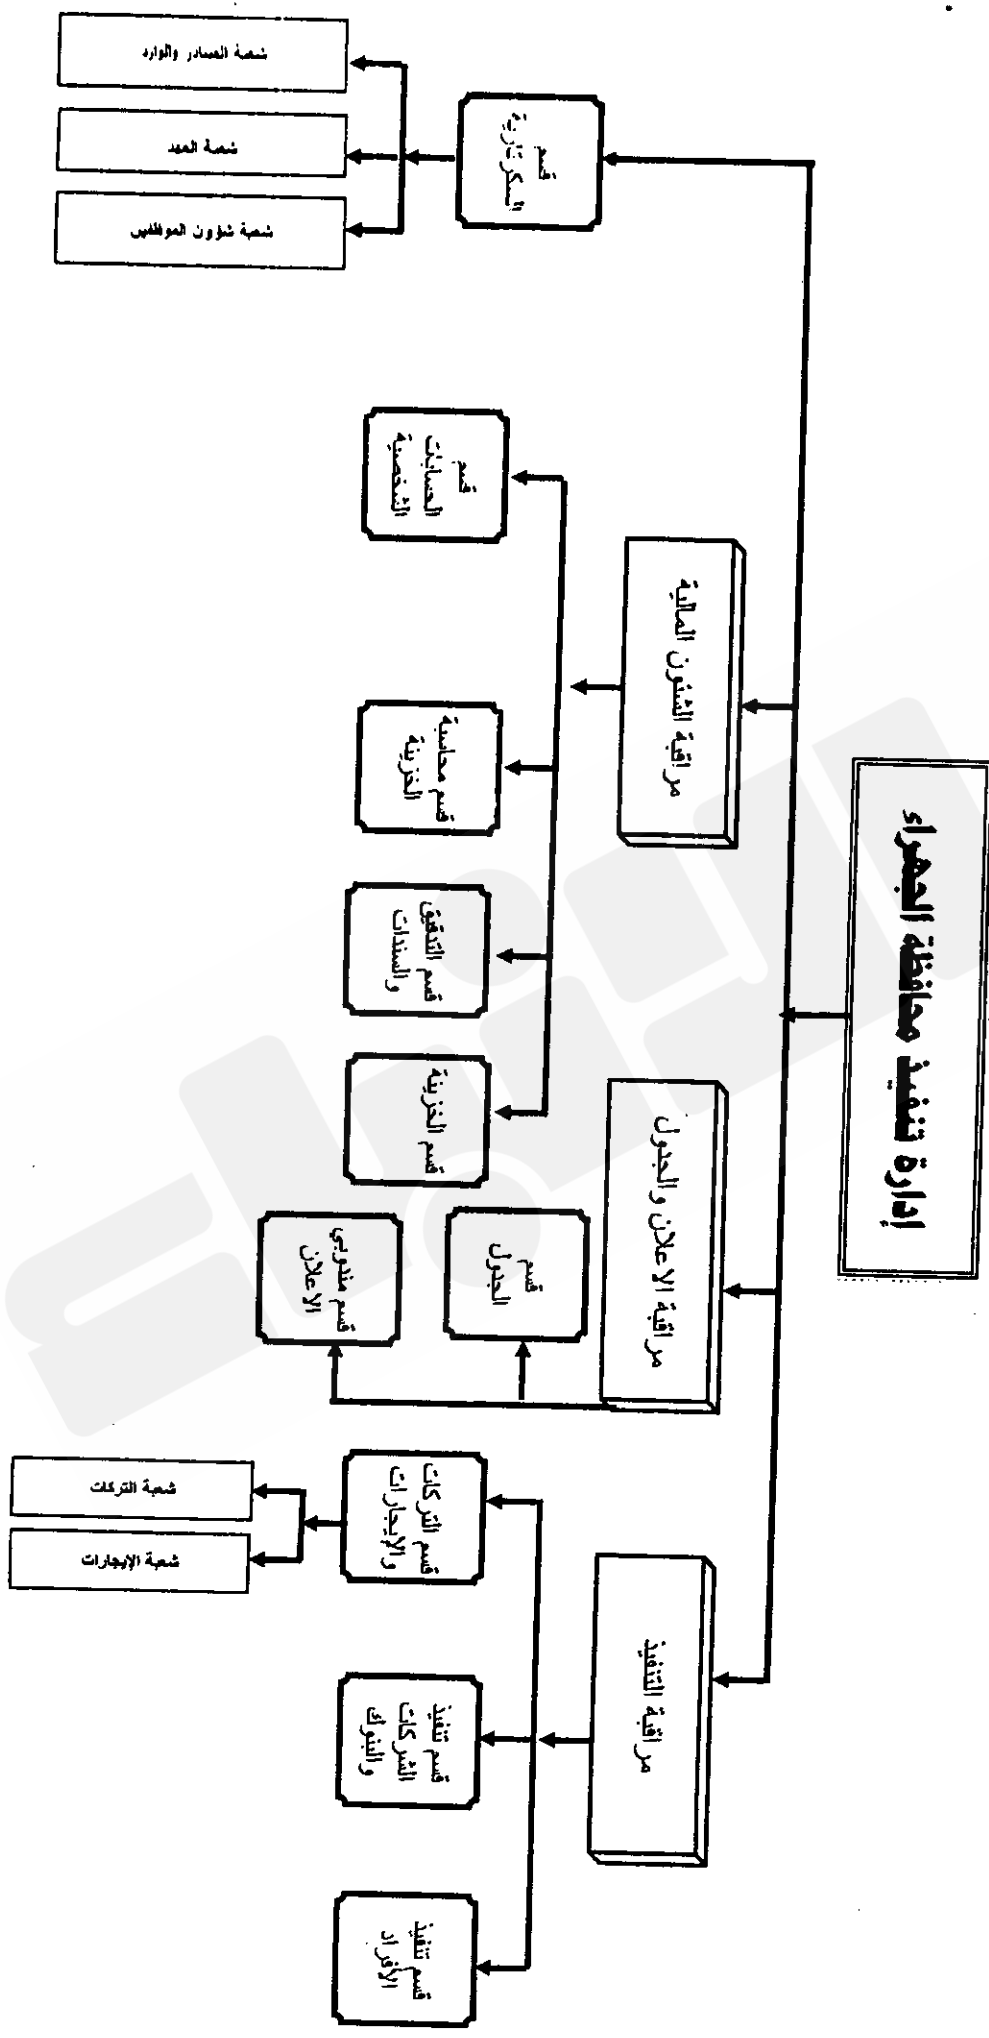 إدارة تنفيذ محافظة الجهراء
مراقبة التنفيذ
مراقبة الاعلان والجدول
مراقبة الشئون المالية
قسم
السكرتارية
قسم تنفيذ
الأفراد
قسم تنفيذ
الشركات
والبنوك
قسم التركات
والإيجارات
قسم
الجدول
قسم مندوبي
الاعلان
قسم الخزينة
قسم التدقيق
والسندات
قسم محاسبة
الخزينة
قسم
الحسابات
الشخصية
شعبة الإيجارات
شعبة التركات
شعبة الصادر والوارد
شعبة العهد
شعبة شؤون الموظفين
الأنباء